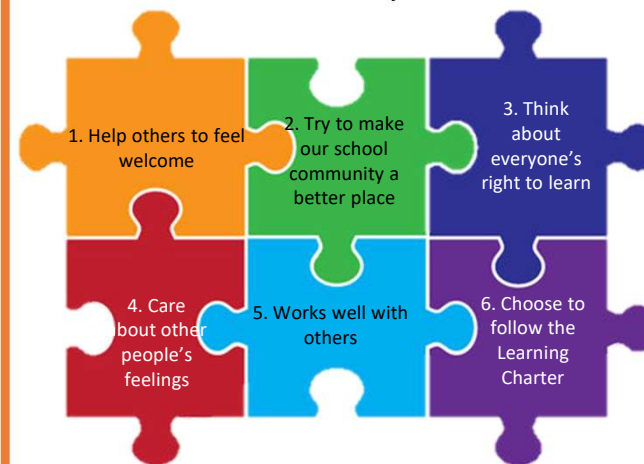 1. Help others to feel
welcome
2. Try to make
our school
community a
better place
3. Think
about
everyone's
right to learn
4. Care
about other
people's
feelings
5. Works well with
others
6. Choose to
follow the
Learning
Charter